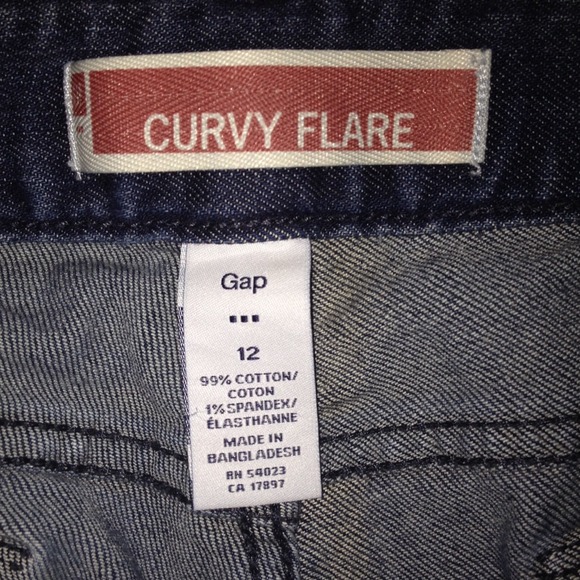 CURVY FLARE
Gap
12
99% COTTON/
COTON
1% SPANDEX/
ÉLASTHANNE
MADE IN
BANGLADESH
RN 54023
CA 17897